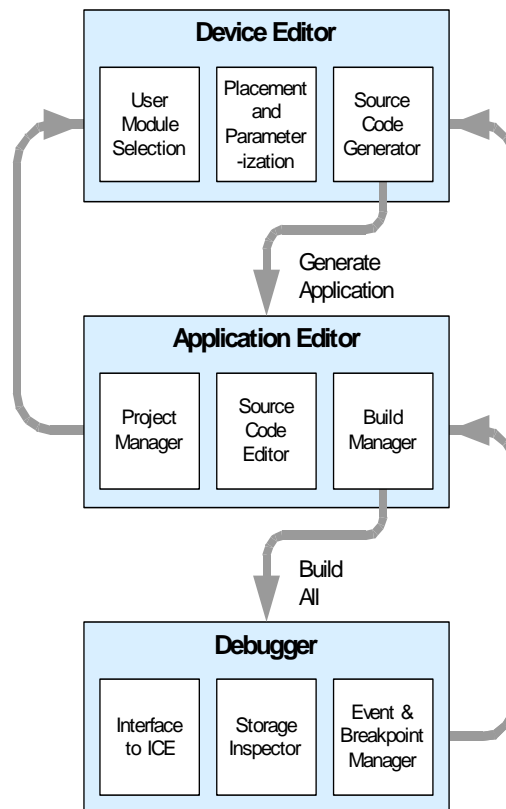 Device Editor
User
Module
Selection
Placement
and
Parameter
-ization
Source
Code
Generator
Generate
Application
Application Editor
Project
Manager
Source
Code
Editor
Build
Manager
Build
All
Debugger
Interface
to ICE
Storage
Inspector
Event &
Breakpoint
Manager